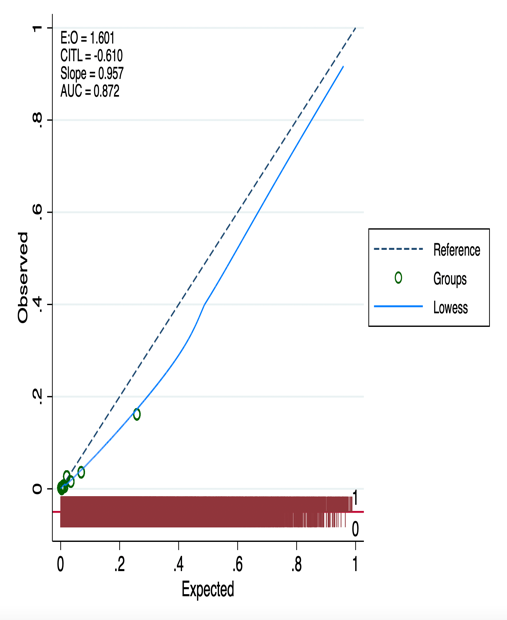 E:O = 1.601
CITL = -0.610
Slope = 0.957
AUC = 0.872
1
.8
.6
.4
.2
0
Observed
Reference
Groups
Lowess
1
0
0
.2
.4
.6
.8
1
Expected